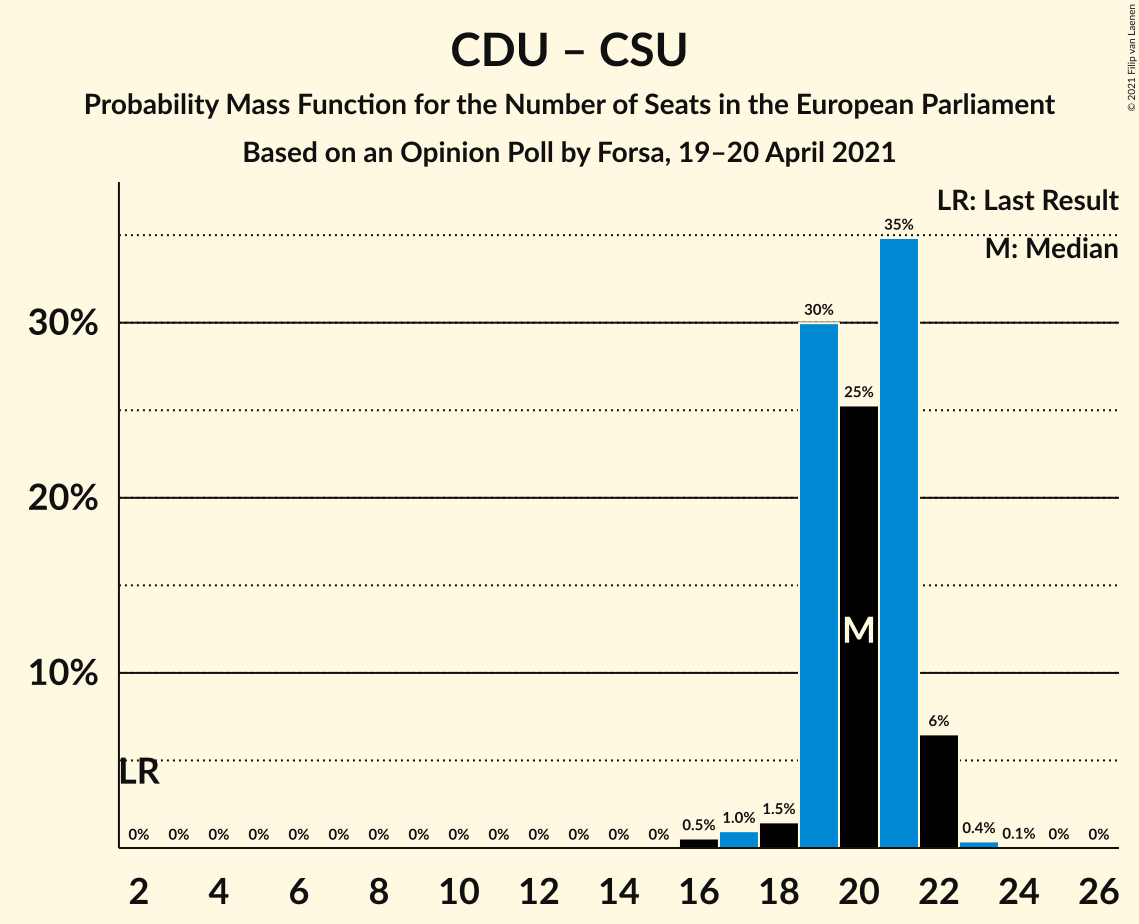 CDU – CSU
Probability Mass Function for the Number of Seats in the European Parliament
Based on an Opinion Poll by Forsa, 19–20 April 2021
© 2021 Filip van Laenen
LR: Last Result
M: Median
35%
30%
30%
25%
20%
M
10%
6%
LR
0% 0% 0% 0% 0% 0% 0% 0% 0% 0% 0% 0% 0% 0% 0.5% 1.0% 1.5% 0.4% 0.1% 0% 0%
2 4 6 8 10 12 14 16 18 20 22 24 26